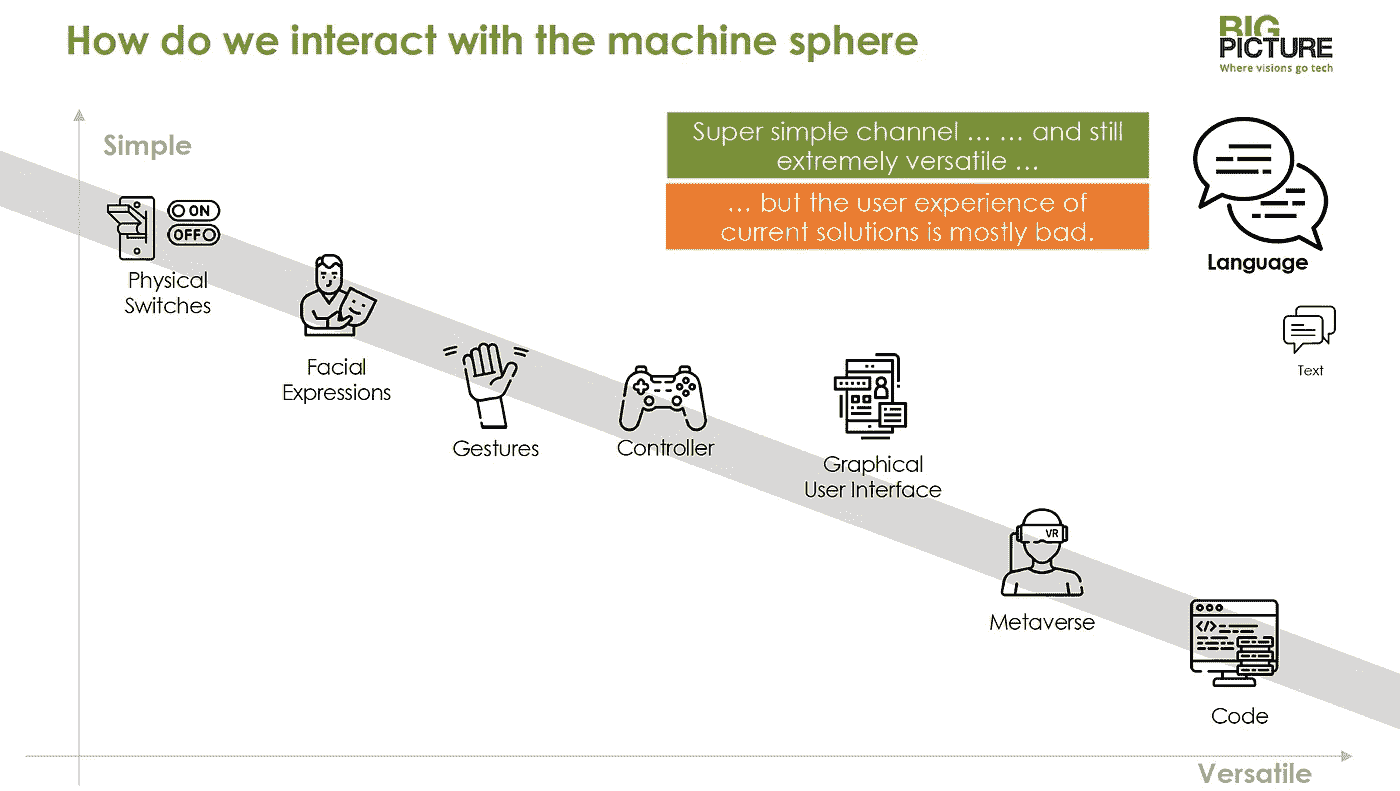 How do we interact with the machine sphere
BIG
PICTURE
Where visions go tech
Simple
Super simple channel … … and still
extremely versatile …
… but the user experience of
current solutions is mostly bad.
Language
Text
ON
OFF
Physical
Switches
Facial
Expressions
Gestures
Controller
Graphical
User Interface
VR
Metaverse
</>
Code
Versatile